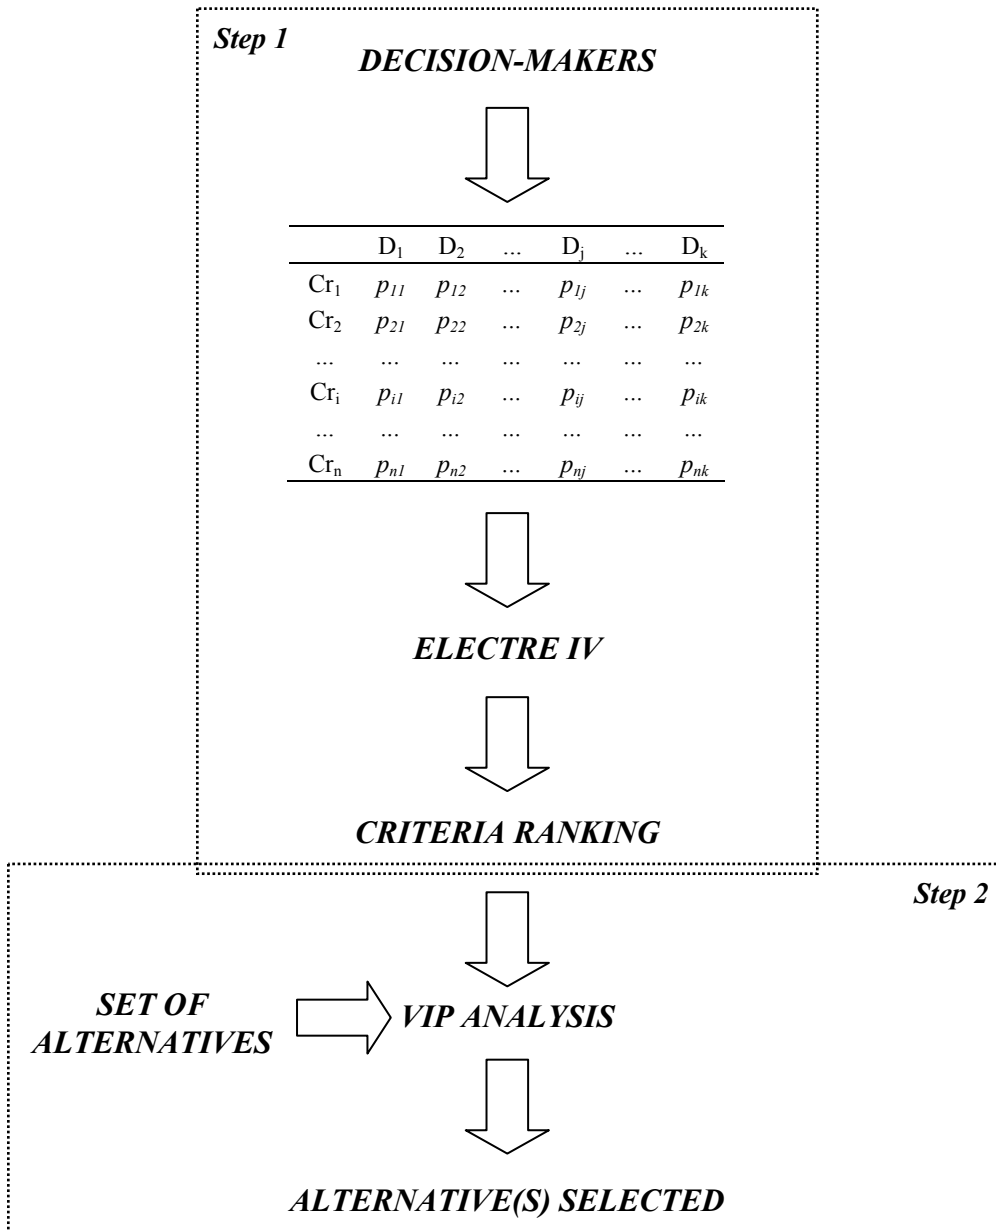 Step 1
DECISION-MAKERS
D₁ D₂ ... Dⱼ ... Dₖ
Cr₁ p₁₁ p₁₂ ... p₁ⱼ ... p₁ₖ
Cr₂ p₂₁ p₂₂ ... p₂ⱼ ... p₂ₖ
... ... ... ... ... ... ...
Crᵢ pᵢ₁ pᵢ₂ ... pᵢⱼ ... pᵢₖ
... ... ... ... ... ... ...
Crₙ pₙ₁ pₙ₂ ... pₙⱼ ... pₙₖ
ELECTRE IV
CRITERIA RANKING
Step 2
SET OF
ALTERNATIVES
VIP ANALYSIS
ALTERNATIVE(S) SELECTED